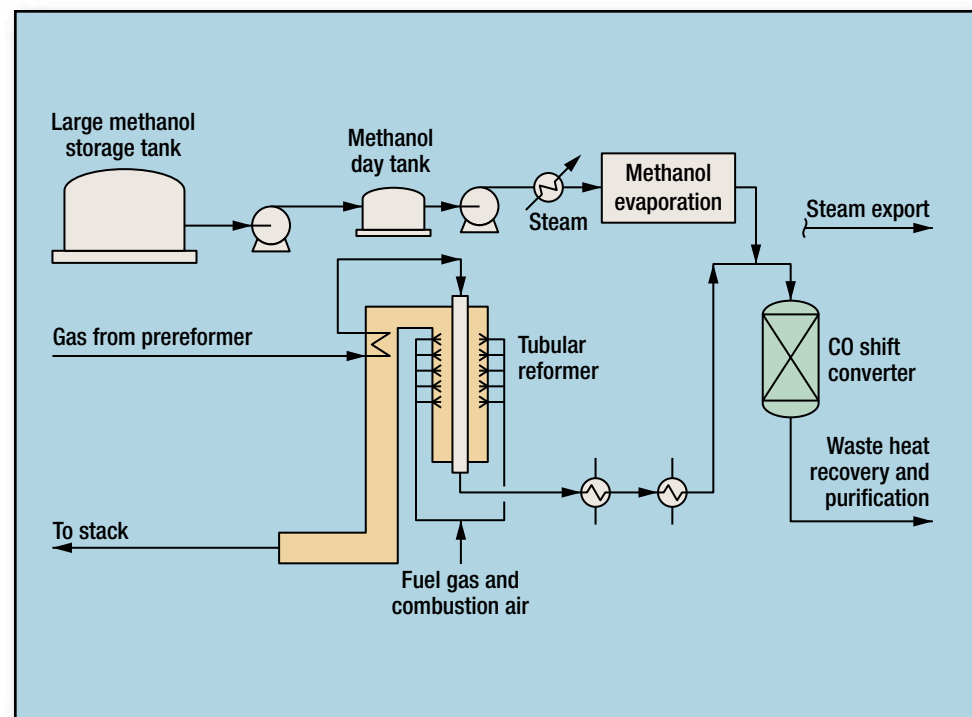 Large methanol
storage tank
Methanol
day tank
Steam
Methanol
evaporation
Steam export
Gas from prereformer
Tubular
reformer
CO shift
converter
Waste heat
recovery and
purification
To stack
Fuel gas and
combustion air